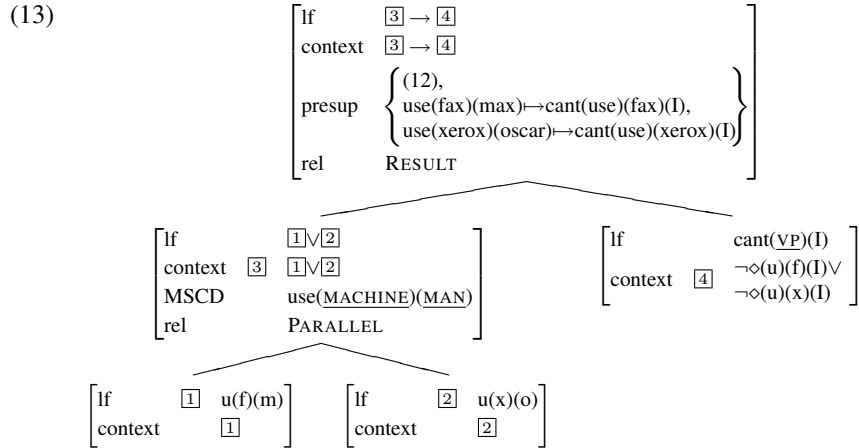 (13)
lf 3 → 4
context 3 → 4
presup { (12),
use(fax)(max)↦cant(use)(fax)(I),
use(xerox)(oscar)↦cant(use)(xerox)(I) }
rel RESULT
lf 1∨2
context 3 1∨2
MSCD use(MACHINE)(MAN)
rel PARALLEL
lf cant(VP)(I)
context 4 ¬⋄(u)(f)(I)∨
¬⋄(u)(x)(I)
lf 1 u(f)(m)
context 1
lf 2 u(x)(o)
context 2